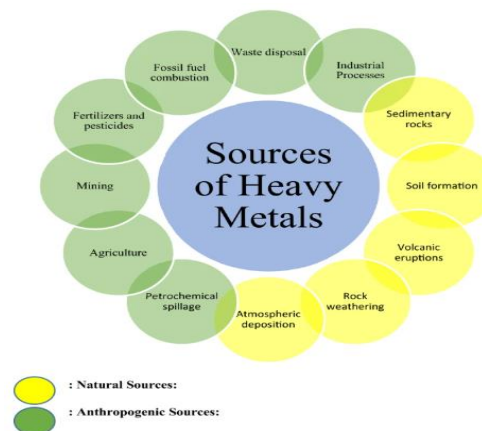 Waste disposal
Industrial
Processes
Sedimentary
rocks
Soil formation
Volcanic
eruptions
Rock
weathering
Atmospheric
deposition
Petrochemical
spillage
Agriculture
Mining
Fertilizers and
pesticides
Fossil fuel
combustion
Sources
of Heavy
Metals
: Natural Sources:
: Anthropogenic Sources: